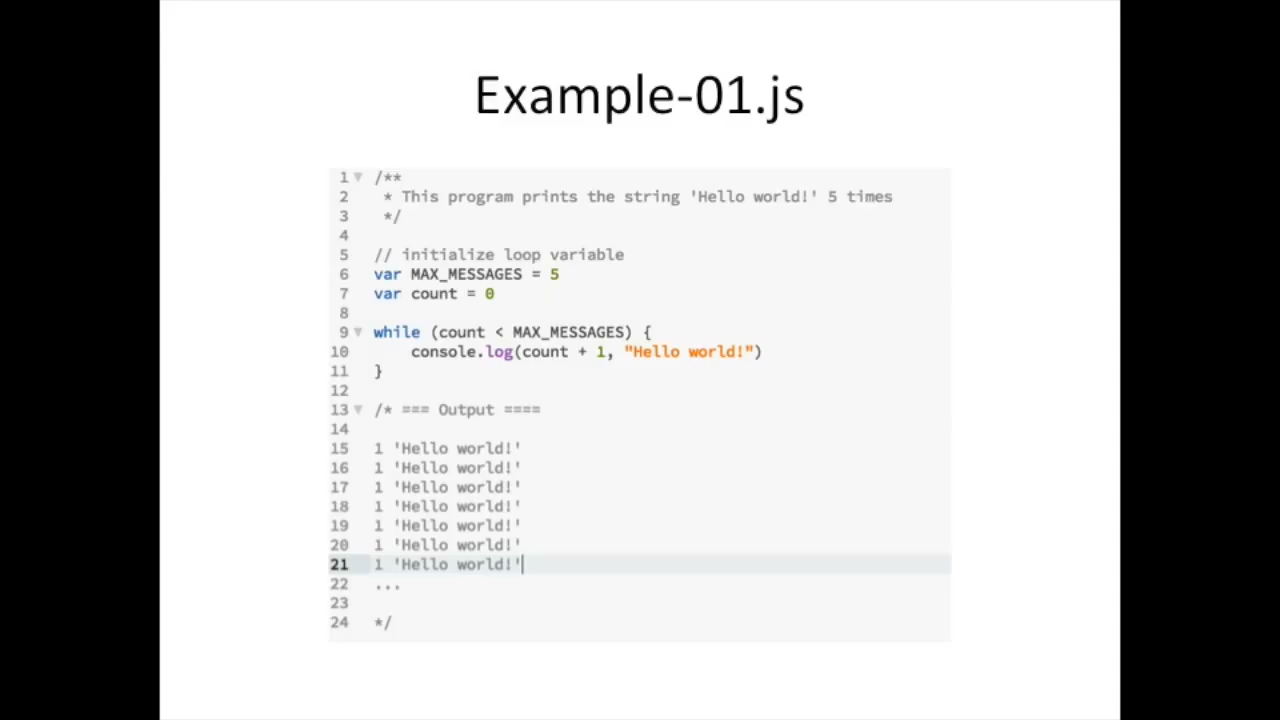 Example-01.js
1 /**
2  * This program prints the string 'Hello world!' 5 times
3  */
4
5 // initialize loop variable
6 var MAX_MESSAGES = 5
7 var count = 0
8
9 while (count < MAX_MESSAGES) {
10     console.log(count + 1, "Hello world!")
11 }
12
13 /* === Output ====
14
15 1 'Hello world!'
16 1 'Hello world!'
17 1 'Hello world!'
18 1 'Hello world!'
19 1 'Hello world!'
20 1 'Hello world!'
21 1 'Hello world!'
22 ...
23
24 */